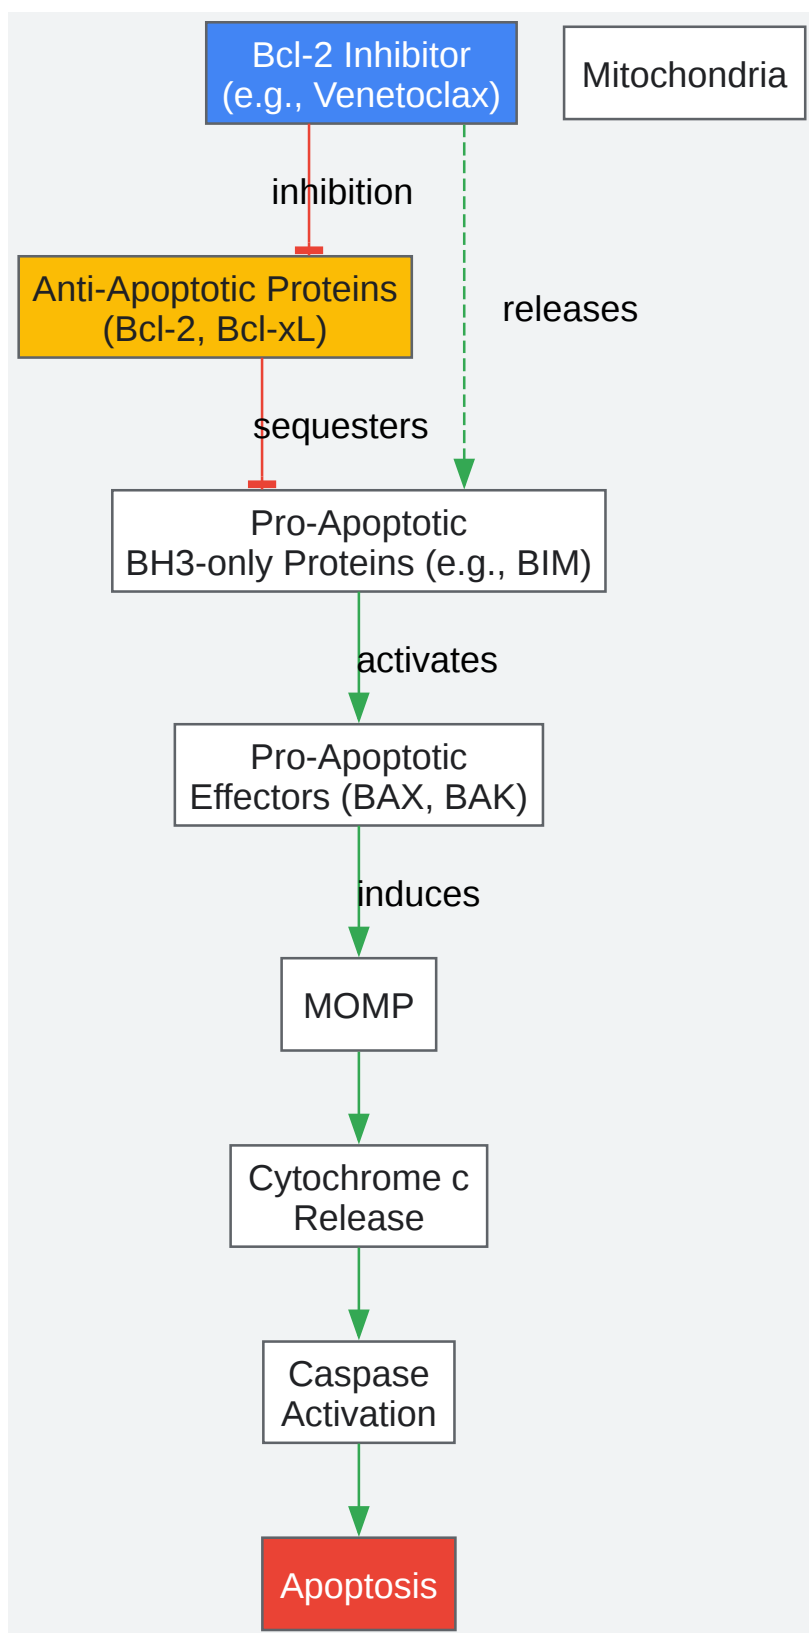 Bcl-2 Inhibitor
(e.g., Venetoclax)
Mitochondria
inhibition
Anti-Apoptotic Proteins
(Bcl-2, Bcl-xL)
releases
sequesters
Pro-Apoptotic
BH3-only Proteins (e.g., BIM)
activates
Pro-Apoptotic
Effectors (BAX, BAK)
induces
MOMP
Cytochrome c
Release
Caspase
Activation
Apoptosis